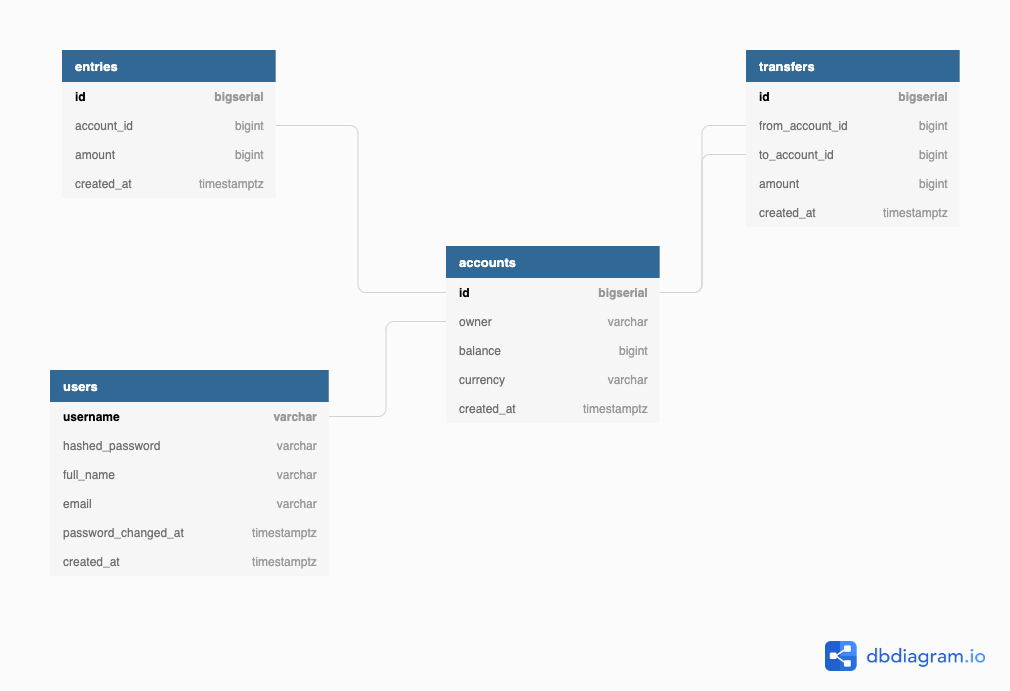 entries
id bigserial
account_id bigint
amount bigint
created_at timestamptz
transfers
id bigserial
from_account_id bigint
to_account_id bigint
amount bigint
created_at timestamptz
accounts
id bigserial
owner varchar
balance bigint
currency varchar
created_at timestamptz
users
username varchar
hashed_password varchar
full_name varchar
email varchar
password_changed_at timestamptz
created_at timestamptz
dbdiagram.io